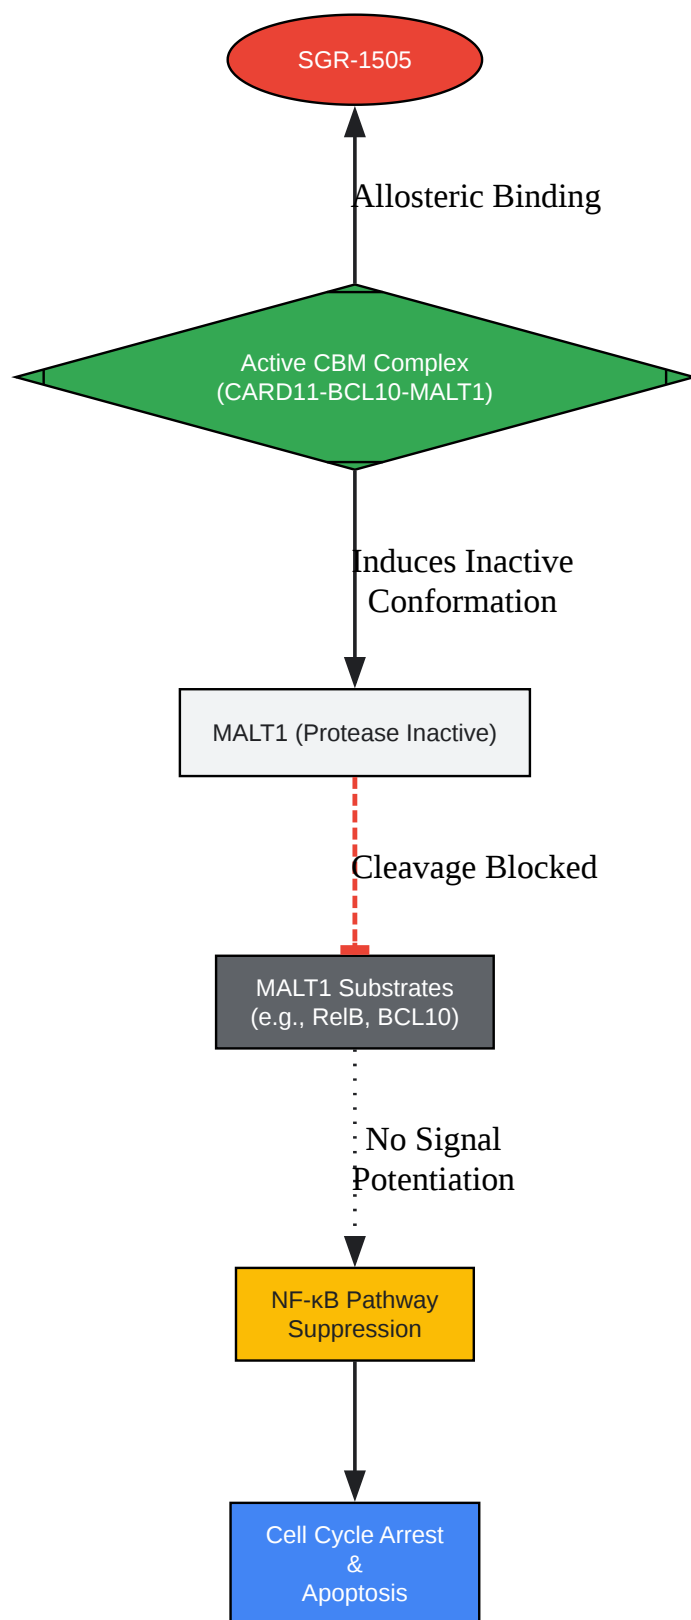 SGR-1505
Allosteric Binding
Active CBM Complex
(CARD11-BCL10-MALT1)
Induces Inactive
Conformation
MALT1 (Protease Inactive)
Cleavage Blocked
MALT1 Substrates
(e.g., RelB, BCL10)
No Signal
Potentiation
NF-κB Pathway
Suppression
Cell Cycle Arrest
&
Apoptosis